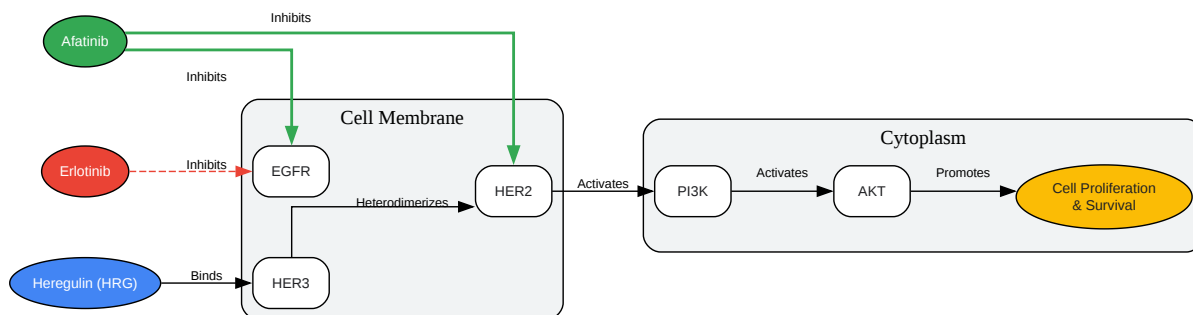 Inhibits
Afatinib
Inhibits
Cell Membrane
Cytoplasm
Erlotinib
Inhibits
EGFR
HER2
Activates
PI3K
Activates
AKT
Promotes
Cell Proliferation
& Survival
Heterodimerizes
Heregulin (HRG)
Binds
HER3